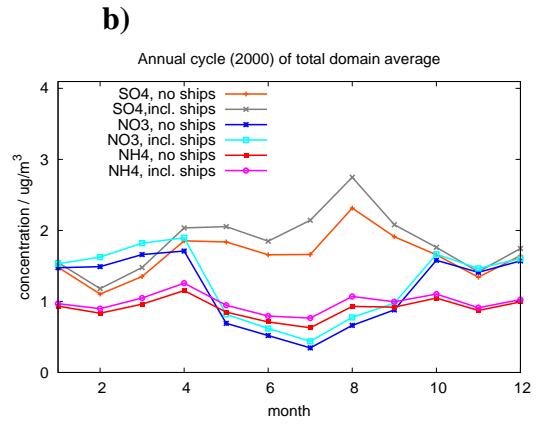 b)
Annual cycle (2000) of total domain average
4
3
2
1
0
concentration / ug/m^3
SO4, no ships
SO4,incl. ships
NO3, no ships
NO3, incl. ships
NH4, no ships
NH4, incl. ships
2 4 6 8 10 12
month